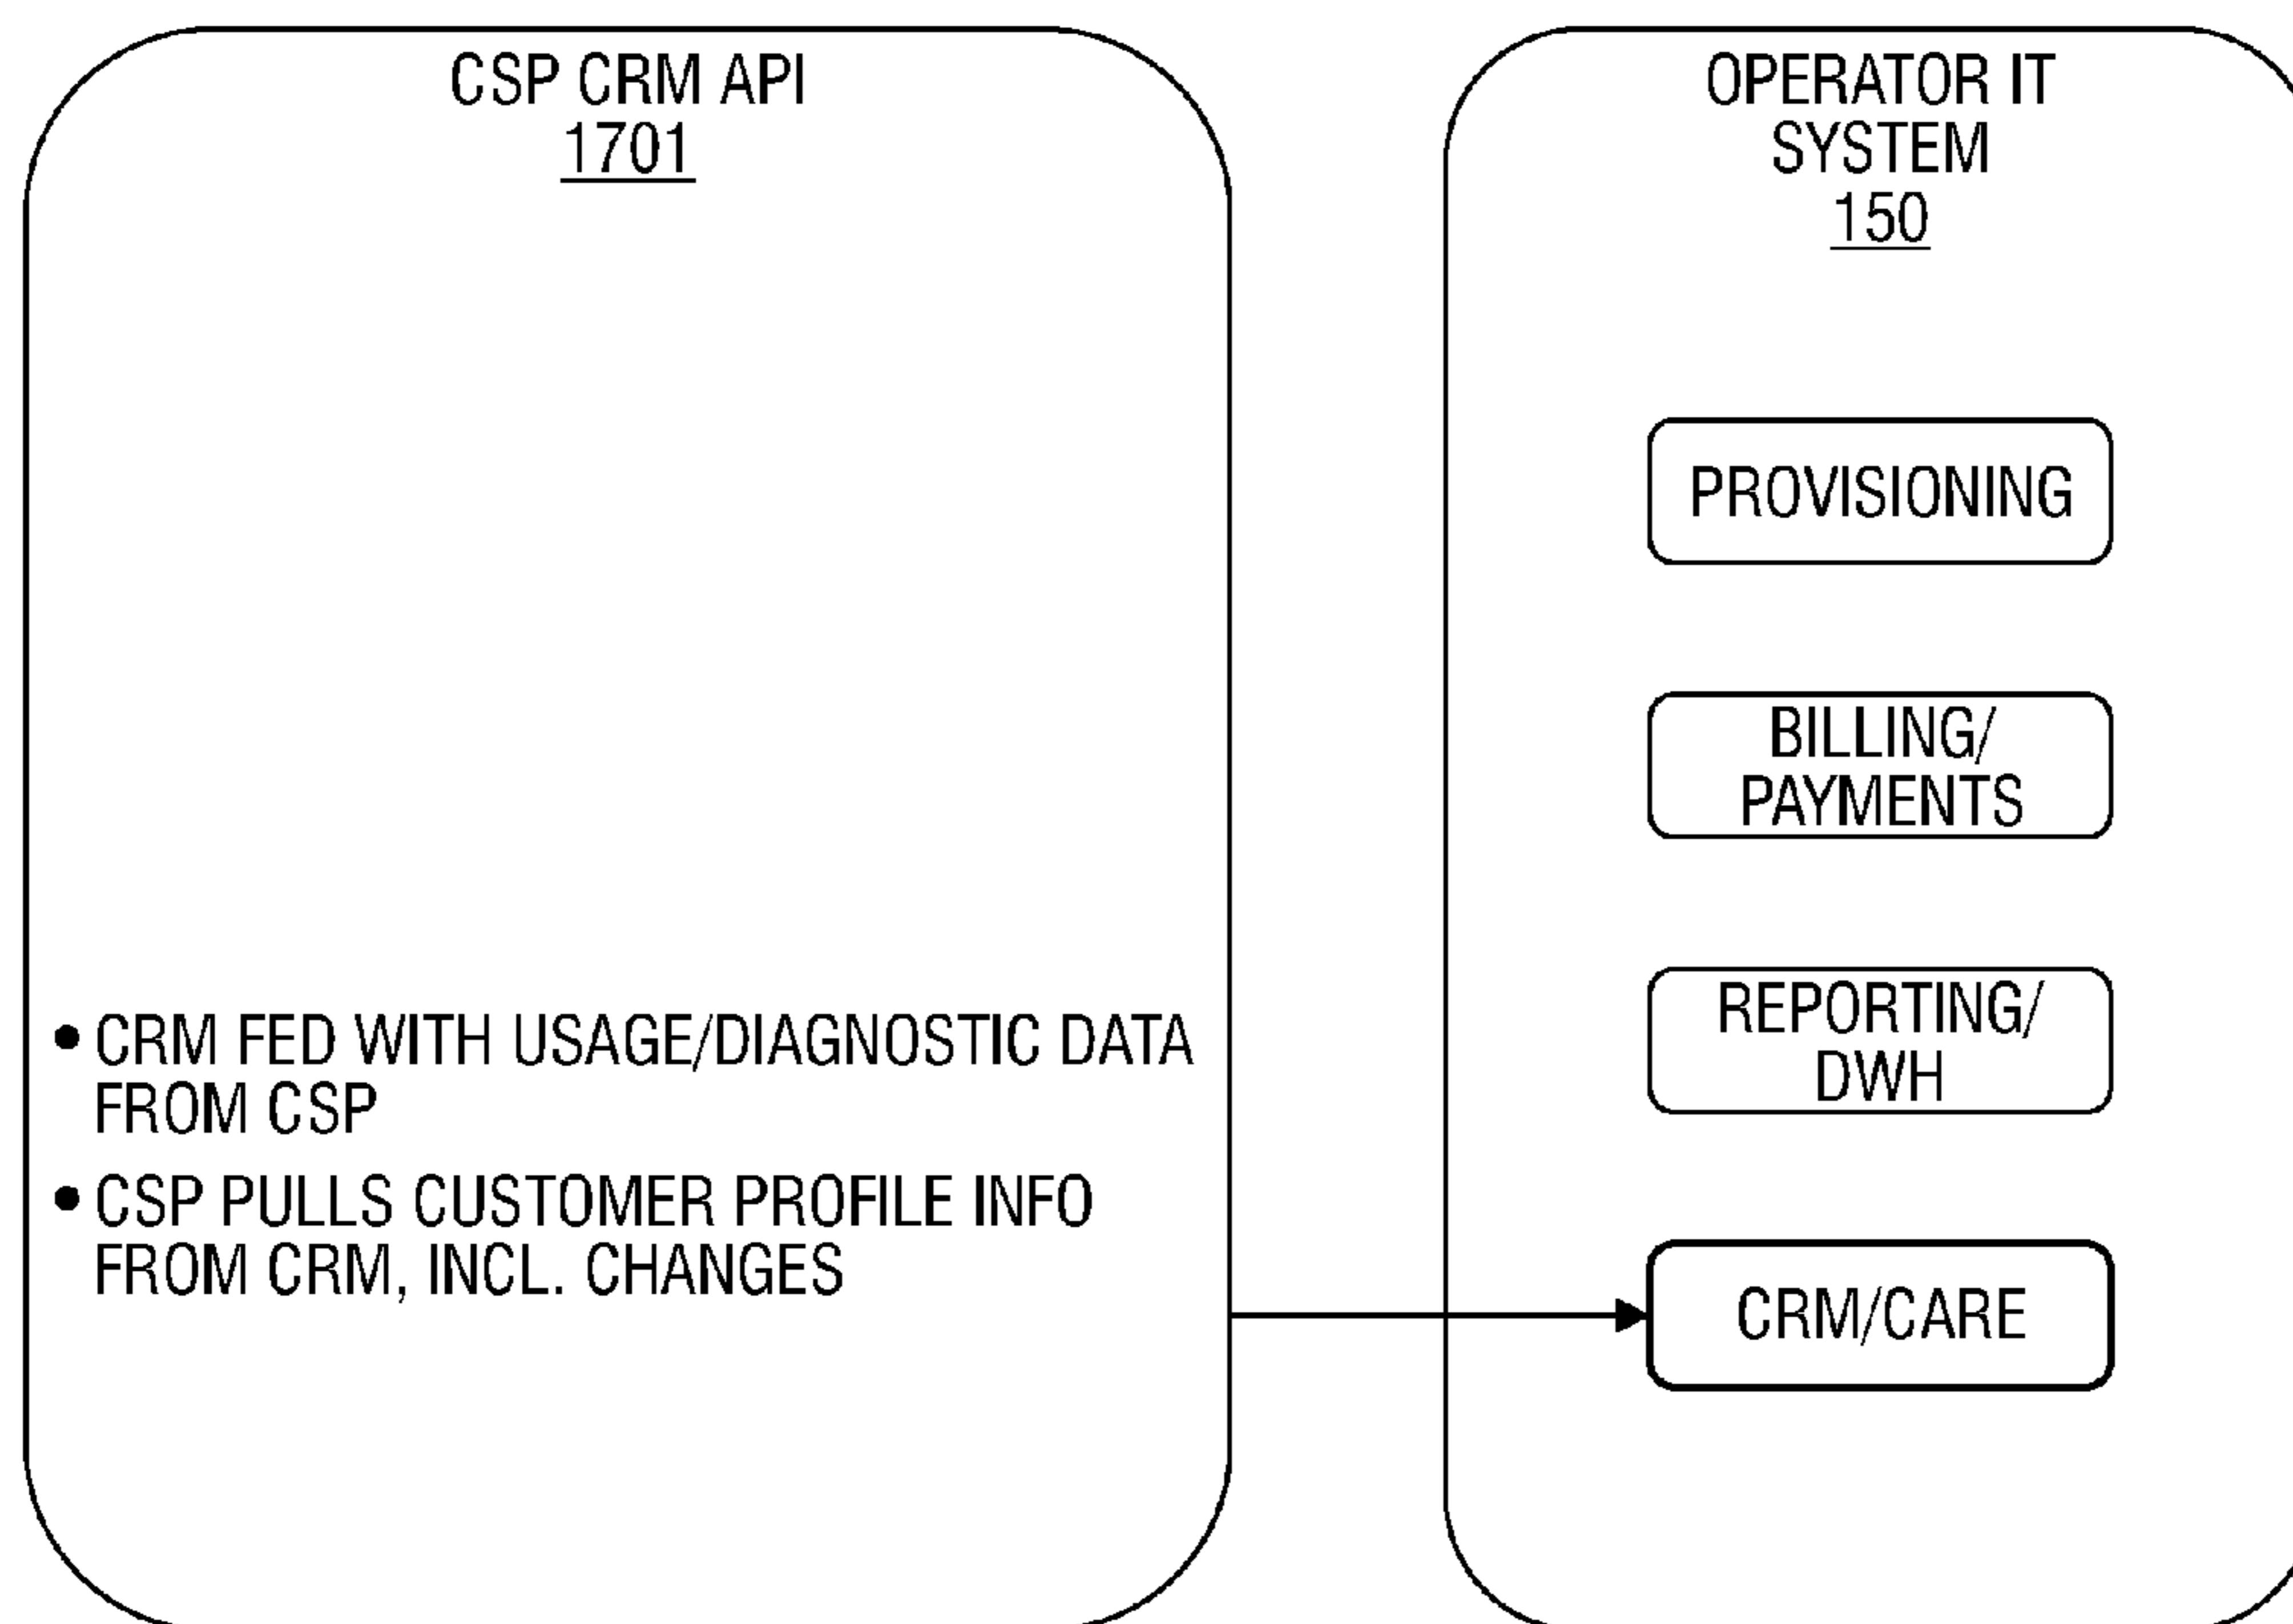 CSP CRM API
1701
• CRM FED WITH USAGE/DIAGNOSTIC DATA
FROM CSP
• CSP PULLS CUSTOMER PROFILE INFO
FROM CRM, INCL. CHANGES
OPERATOR IT
SYSTEM
150
PROVISIONING
BILLING/
PAYMENTS
REPORTING/
DWH
CRM/CARE